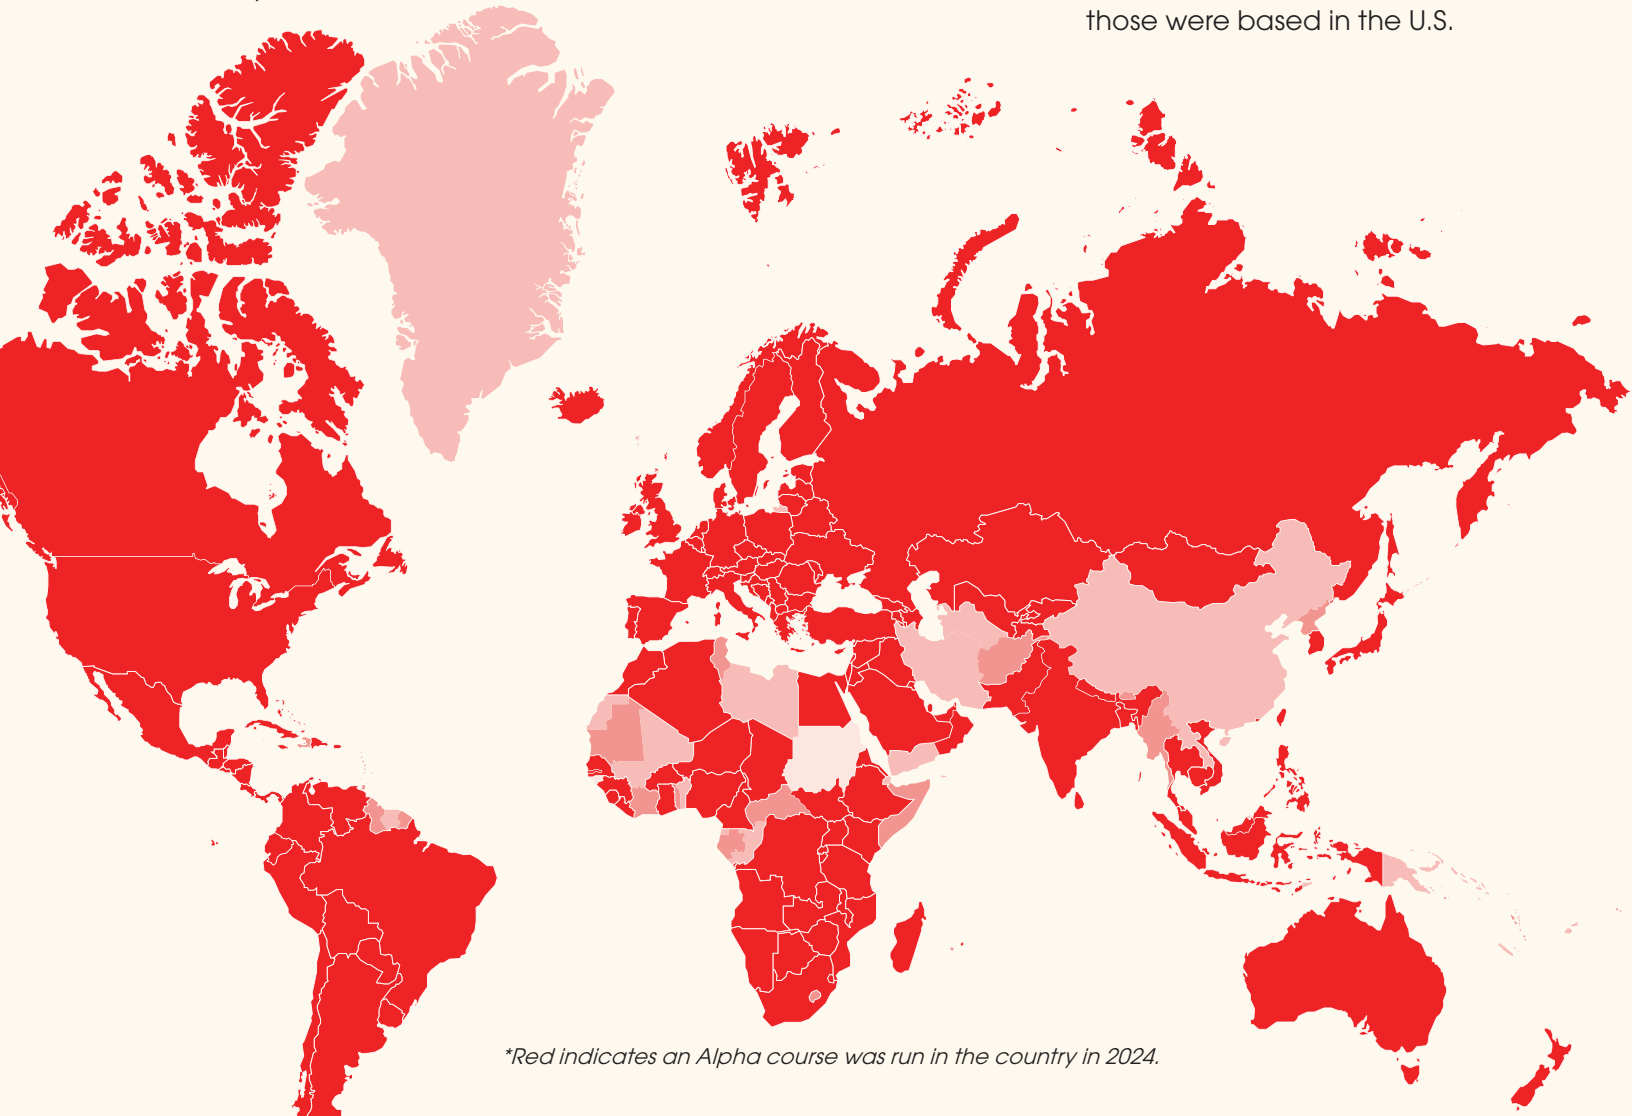 those were based in the U.S.
*Red indicates an Alpha course was run in the country in 2024.